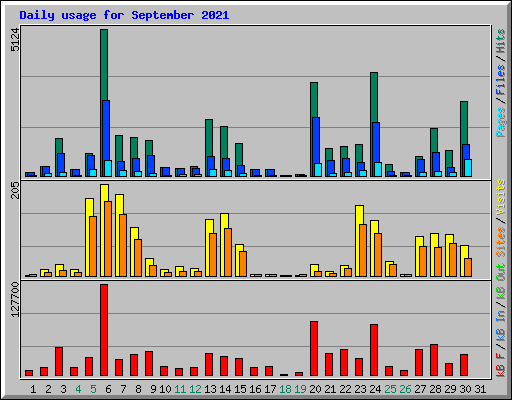 Daily usage for September 2021
5124
205
127700
Pages / Files / Hits
Sites / Visits
kB F / kB In / kB Out
1 2 3 4 5 6 7 8 9 10 11 12 13 14 15 16 17 18 19 20 21 22 23 24 25 26 27 28 29 30 31